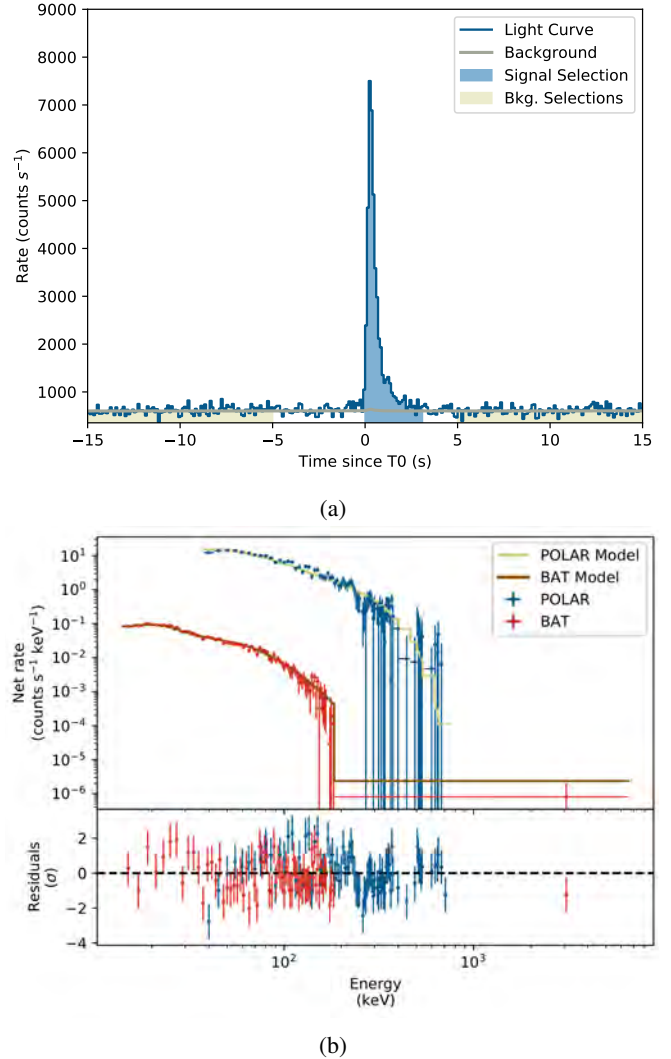 9000
8000
7000
6000
5000
4000
3000
2000
1000
Rate (counts s⁻¹)
Light Curve
Background
Signal Selection
Bkg. Selections
−15 −10 −5 0 5 10 15
Time since T0 (s)
(a)
10¹
10⁰
10⁻¹
10⁻²
10⁻³
10⁻⁴
10⁻⁵
10⁻⁶
Net rate
(counts s⁻¹ keV⁻¹)
POLAR Model
BAT Model
POLAR
BAT
2
0
−2
−4
Residuals
(σ)
10² 10³
Energy
(keV)
(b)